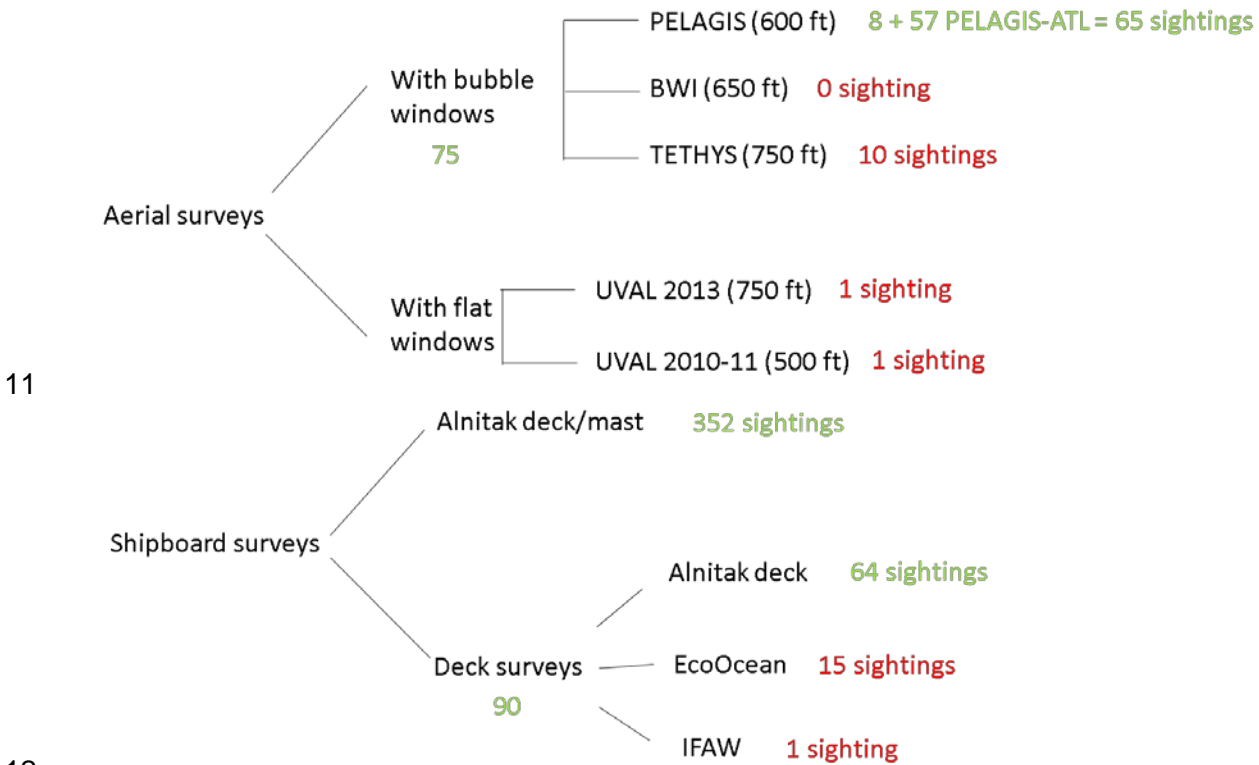 PELAGIS (600 ft) 8 + 57 PELAGIS-ATL = 65 sightings
With bubble
windows
75
BWI (650 ft) 0 sighting
TETHYS (750 ft) 10 sightings
Aerial surveys
With flat
windows
UVAL 2013 (750 ft) 1 sighting
UVAL 2010-11 (500 ft) 1 sighting
11
Alnitak deck/mast 352 sightings
Shipboard surveys
Alnitak deck 64 sightings
Deck surveys
90
EcoOcean 15 sightings
IFAW 1 sighting